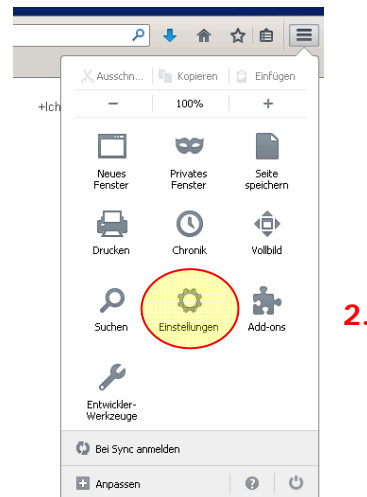 Ausschn... Kopieren Einfügen
+Ich
− 100% +
Neues Fenster
Privates Fenster
Seite speichern
Drucken Chronik Vollbild
Suchen Einstellungen Add-ons
2.
Entwickler-
Werkzeuge
Bei Sync anmelden
Anpassen ?